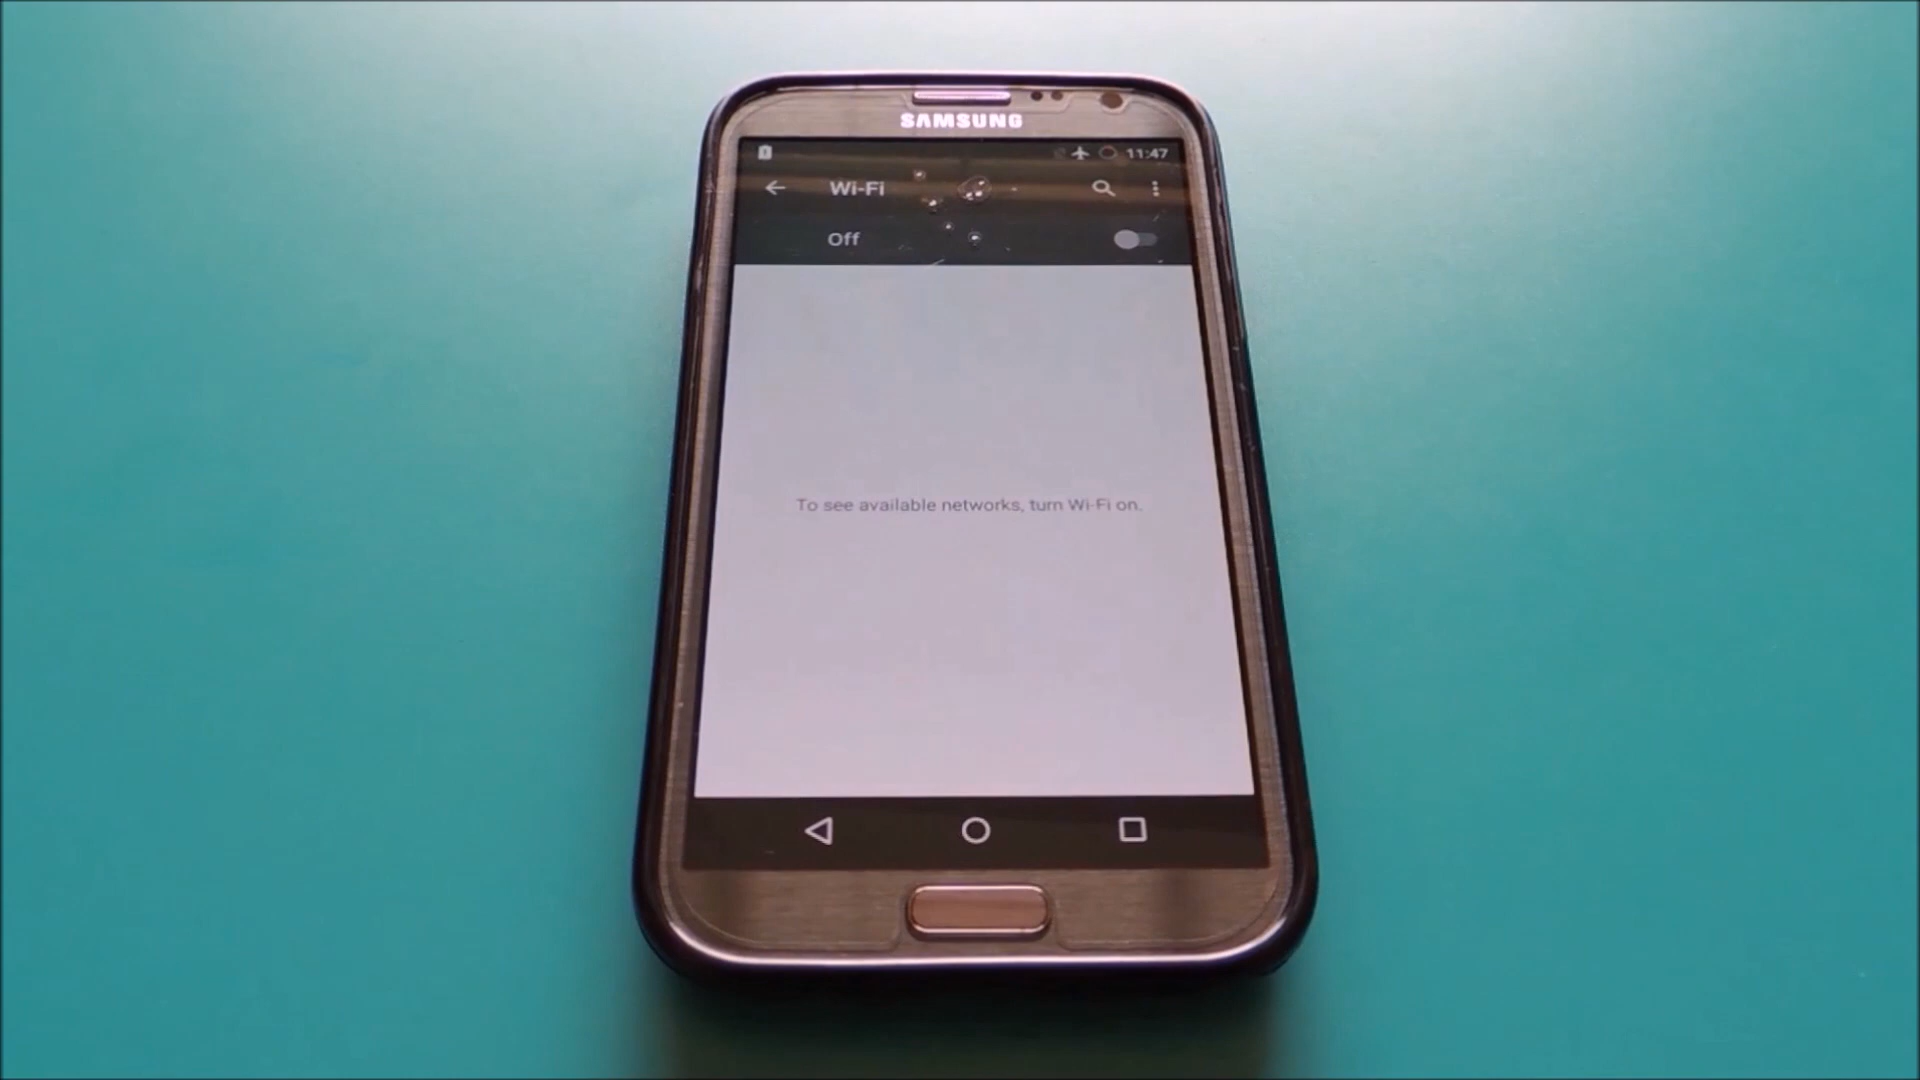 SAMSUNG
11:47
Wi-Fi
Off
To see available networks, turn Wi-Fi on.